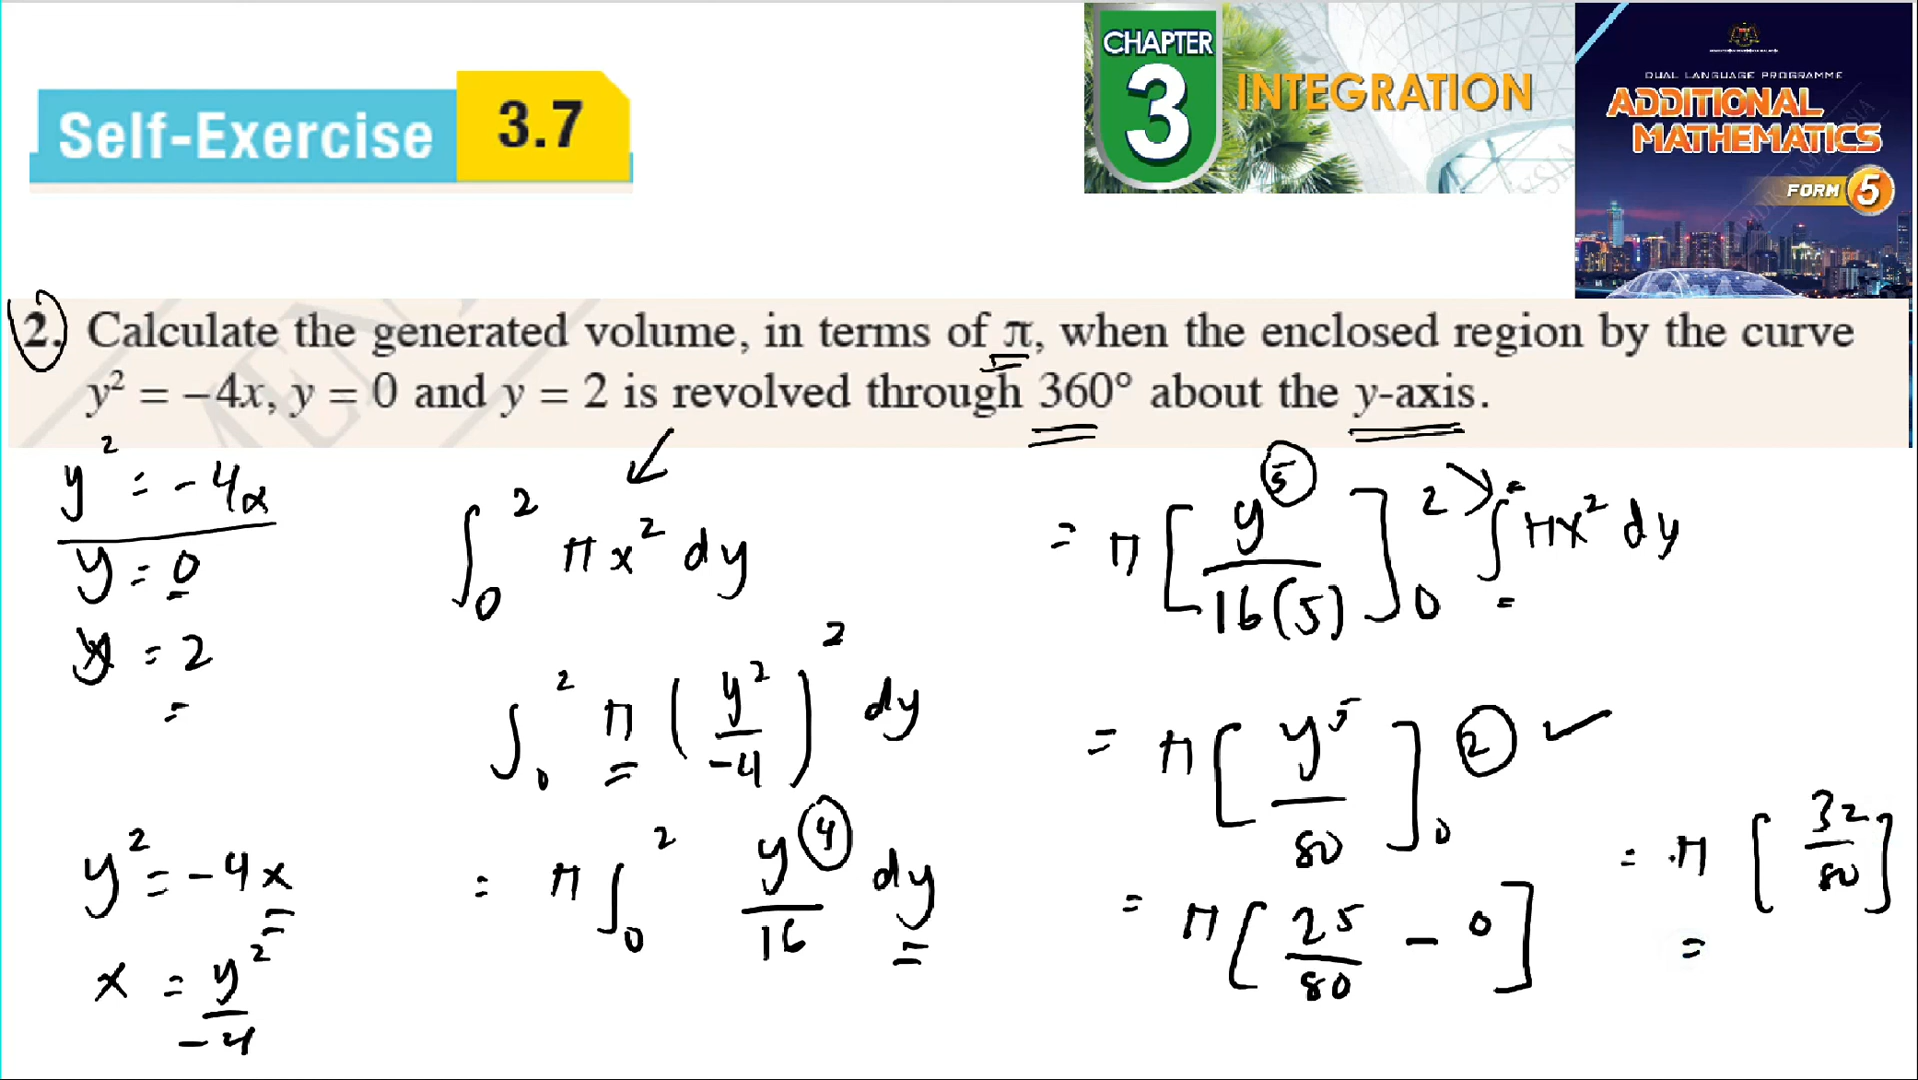 CHAPTER
3
INTEGRATION
DUAL LANGUAGE PROGRAMME
ADDITIONAL
MATHEMATICS
FORM 5
Self-Exercise 3.7
2. Calculate the generated volume, in terms of π, when the enclosed region by the curve
y² = −4x, y = 0 and y = 2 is revolved through 360° about the y-axis.
y² = -4x
y = 0
y = 2
=
y² = -4x
x = y²/-4
∫₀² πx² dy
∫₀² π (y²/-4)² dy
= π ∫₀² y⁴/16 dy
= π [y⁵/16(5)]₀²
∫ πx² dy
= π [y⁵/80]₀²
= π [25/80 - 0]
= π [32/80]
=